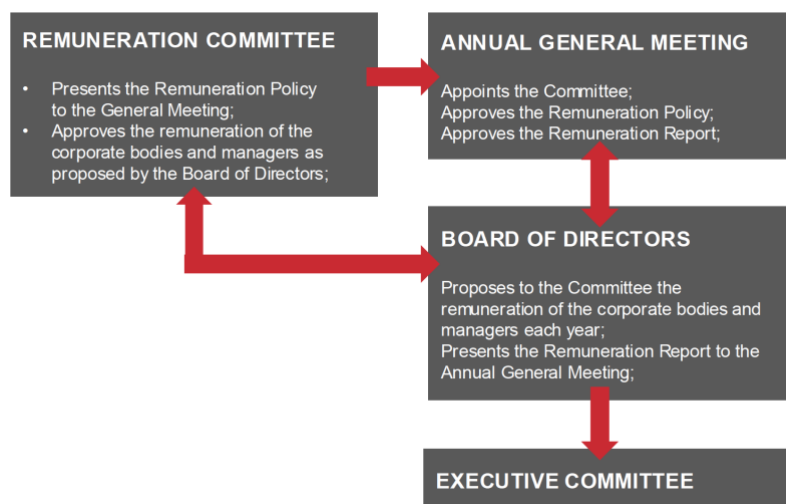 REMUNERATION COMMITTEE
• Presents the Remuneration Policy
to the General Meeting;
• Approves the remuneration of the
corporate bodies and managers as
proposed by the Board of Directors;
ANNUAL GENERAL MEETING
Appoints the Committee;
Approves the Remuneration Policy;
Approves the Remuneration Report;
BOARD OF DIRECTORS
Proposes to the Committee the
remuneration of the corporate bodies and
managers each year;
Presents the Remuneration Report to the
Annual General Meeting;
EXECUTIVE COMMITTEE